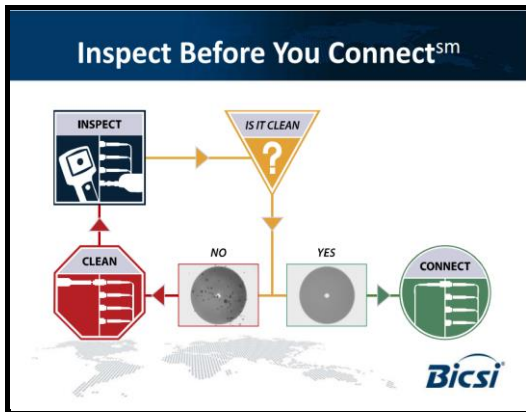 Inspect Before You Connect℠
INSPECT
IS IT CLEAN
?
NO
YES
CLEAN
CONNECT
Bicsi®